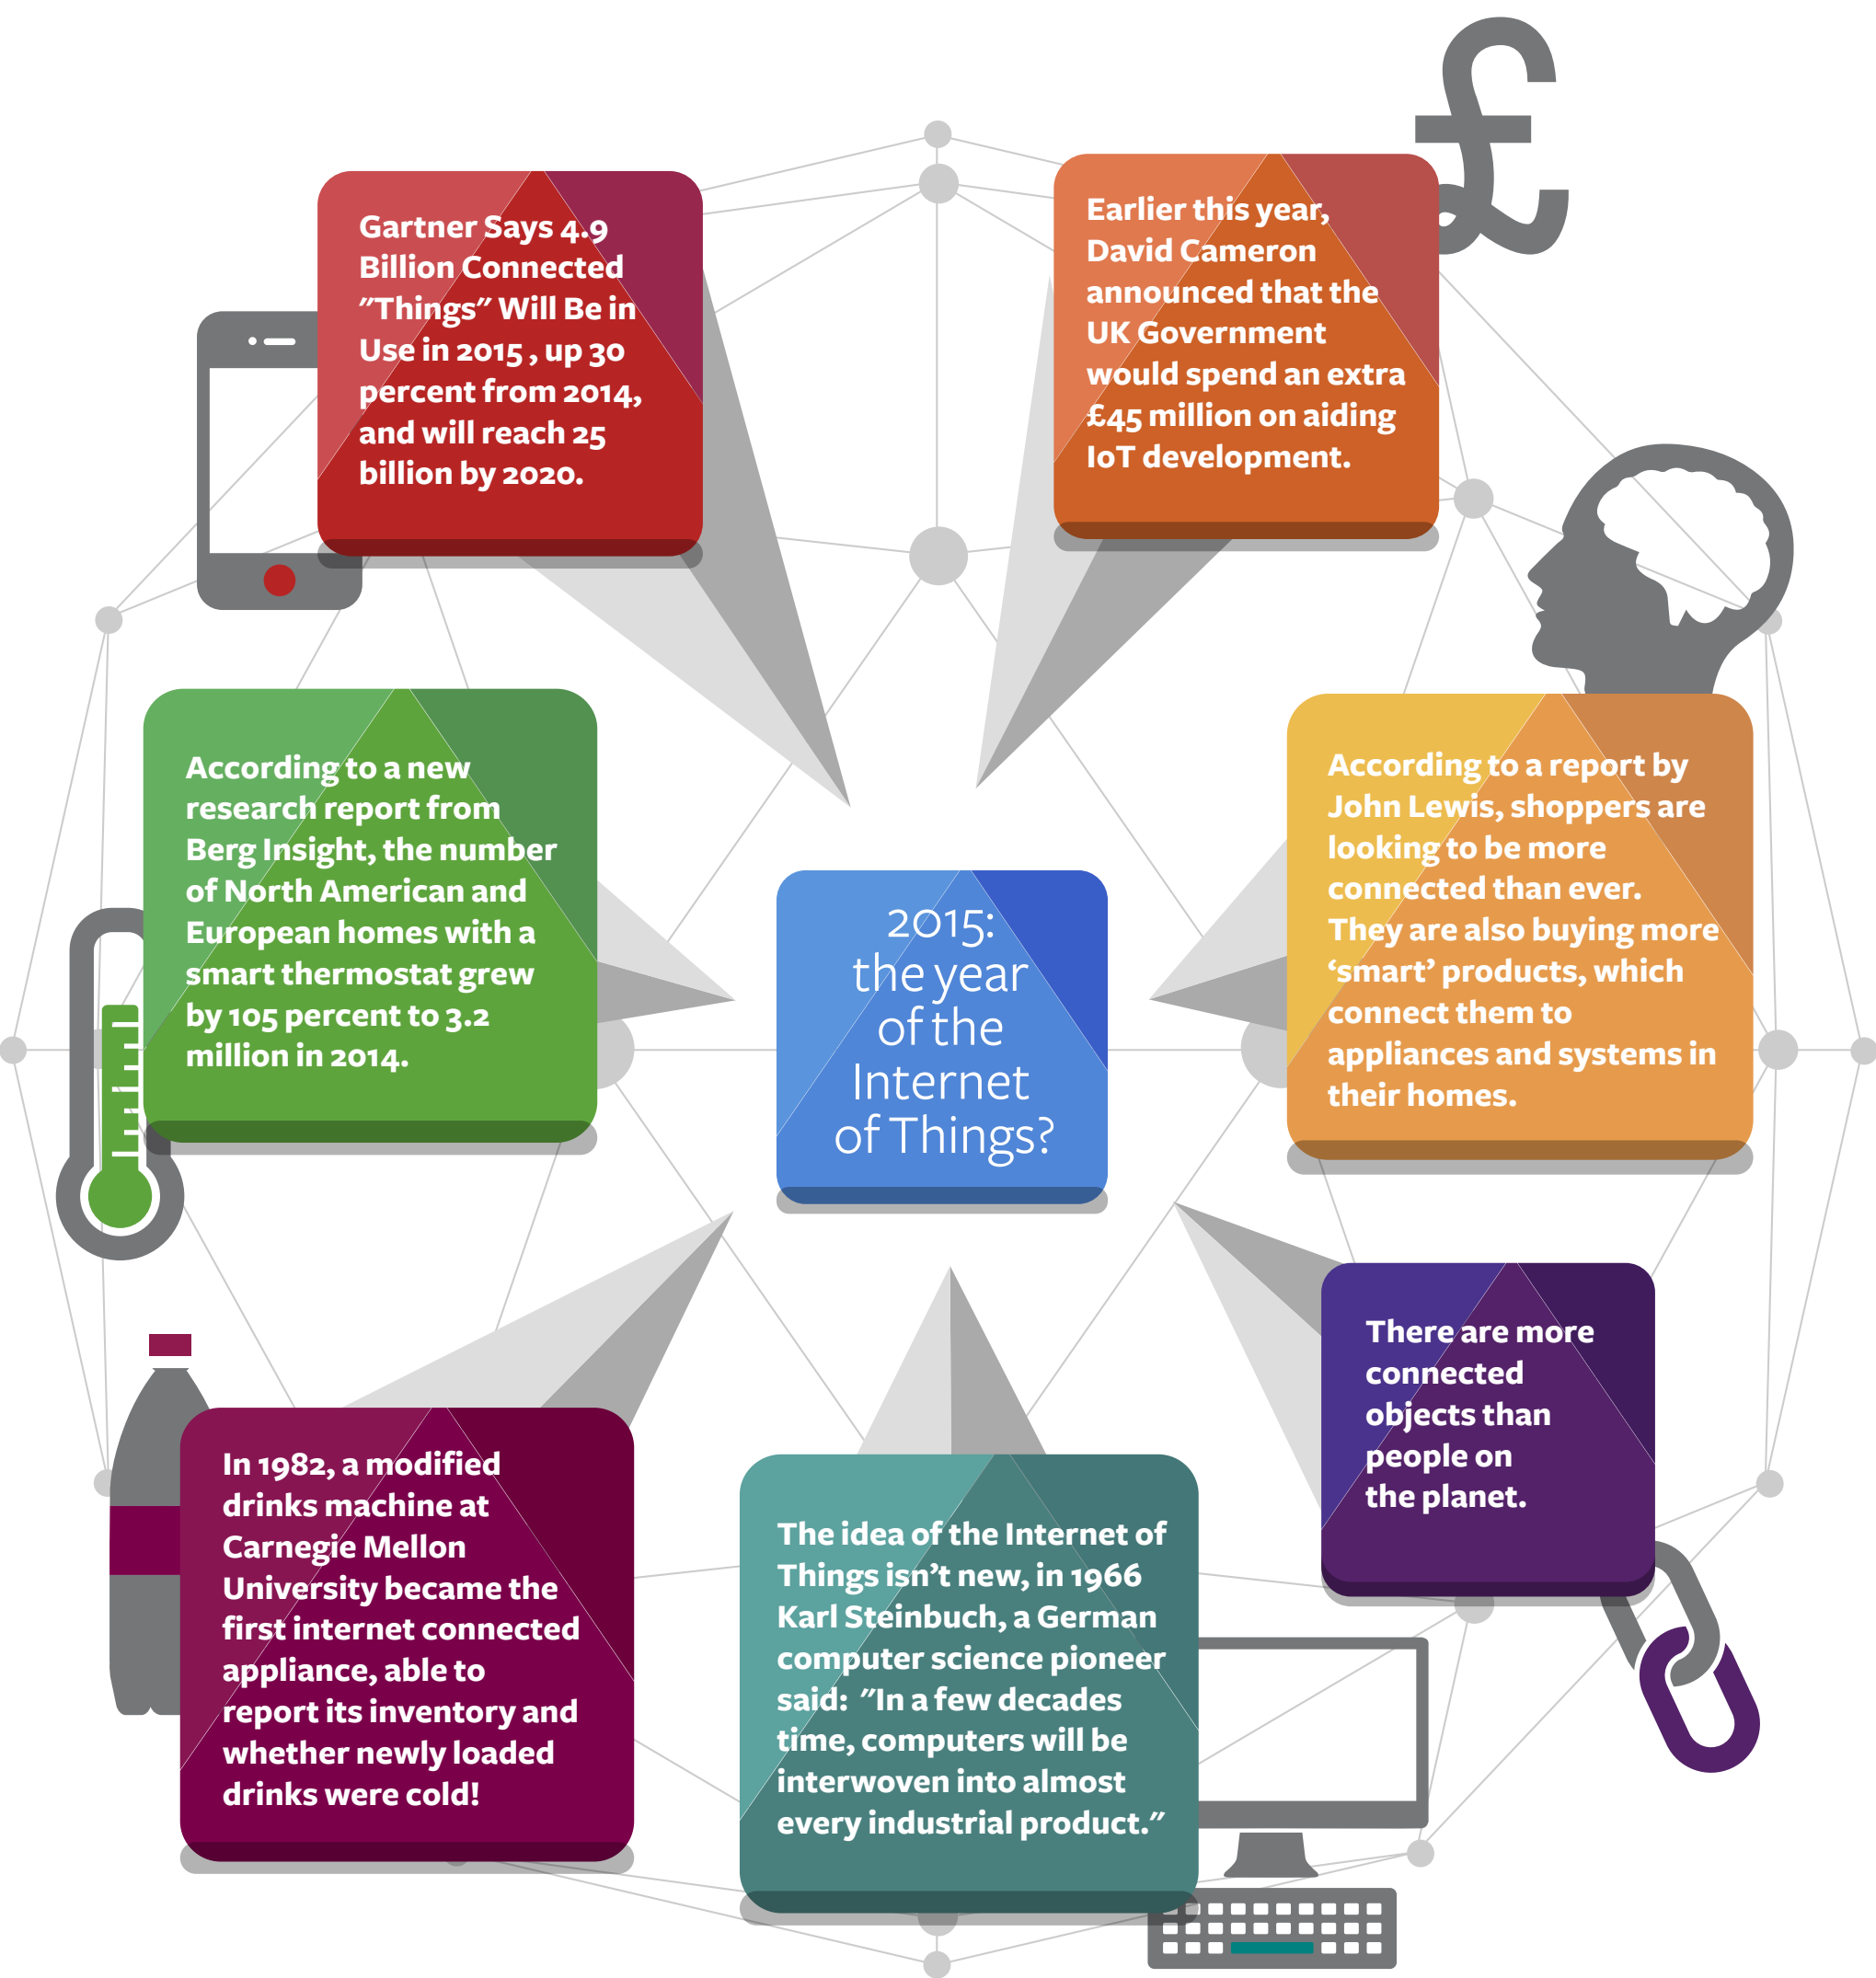 Gartner Says 4.9
Billion Connected
"Things" Will Be in
Use in 2015 , up 30
percent from 2014,
and will reach 25
billion by 2020.
Earlier this year,
David Cameron
announced that the
UK Government
would spend an extra
£45 million on aiding
IoT development.
According to a new
research report from
Berg Insight, the number
of North American and
European homes with a
smart thermostat grew
by 105 percent to 3.2
million in 2014.
2015:
the year
of the
Internet
of Things?
According to a report by
John Lewis, shoppers are
looking to be more
connected than ever.
They are also buying more
‘smart’ products, which
connect them to
appliances and systems in
their homes.
There are more
connected
objects than
people on
the planet.
In 1982, a modified
drinks machine at
Carnegie Mellon
University became the
first internet connected
appliance, able to
report its inventory and
whether newly loaded
drinks were cold!
The idea of the Internet of
Things isn’t new, in 1966
Karl Steinbuch, a German
computer science pioneer
said:  "In a few decades
time, computers will be
interwoven into almost
every industrial product."
£